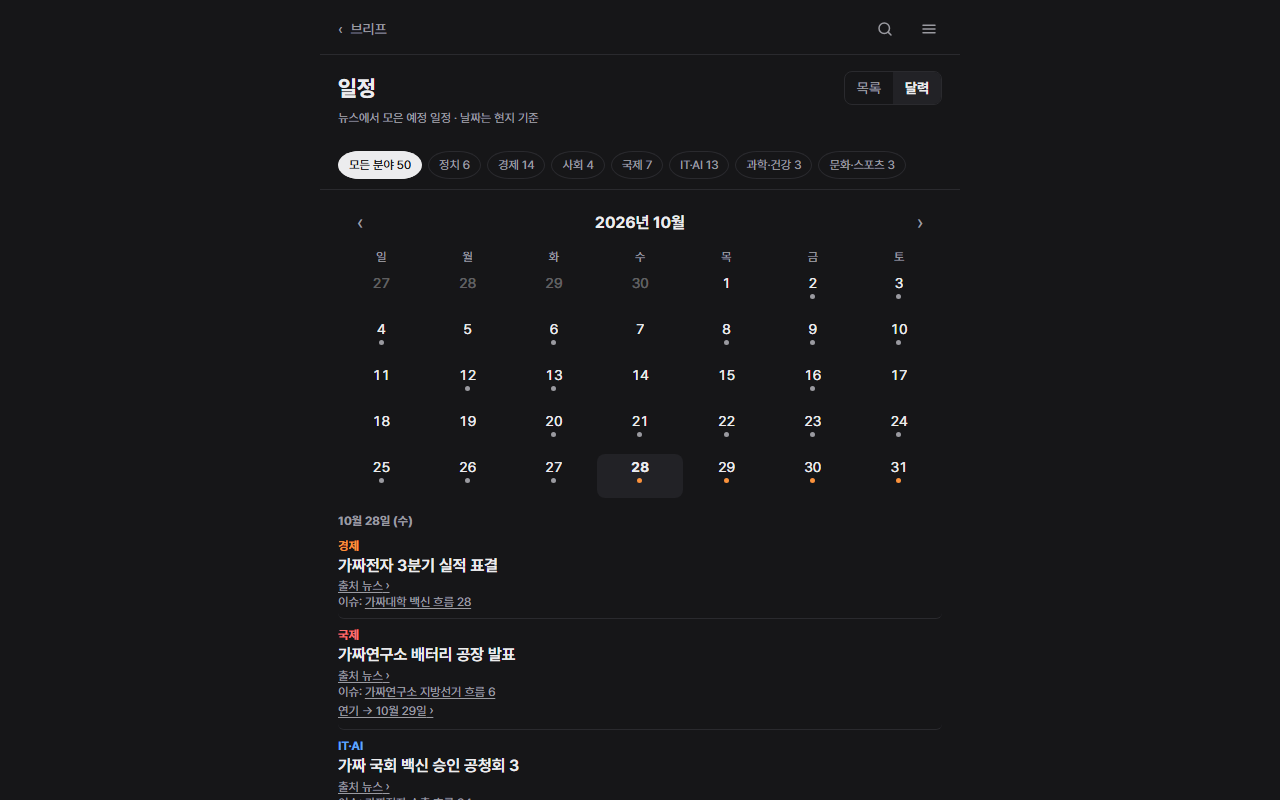 ‹ 브리프
일정
목록 달력
뉴스에서 모은 예정 일정 · 날짜는 현지 기준
모든 분야 50 정치 6 경제 14 사회 4 국제 7 IT·AI 13 과학·건강 3 문화·스포츠 3
‹ 2026년 10월 ›
일 월 화 수 목 금 토
27 28 29 30 1 2 3
4 5 6 7 8 9 10
11 12 13 14 15 16 17
18 19 20 21 22 23 24
25 26 27 28 29 30 31
10월 28일 (수)
경제
가짜전자 3분기 실적 표결
출처 뉴스 ›
이슈: 가짜대학 백신 흐름 28
국제
가짜연구소 배터리 공장 발표
출처 뉴스 ›
이슈: 가짜연구소 지방선거 흐름 6
연기 → 10월 29일 ›
IT·AI
가짜 국회 백신 승인 공청회 3
출처 뉴스 ›